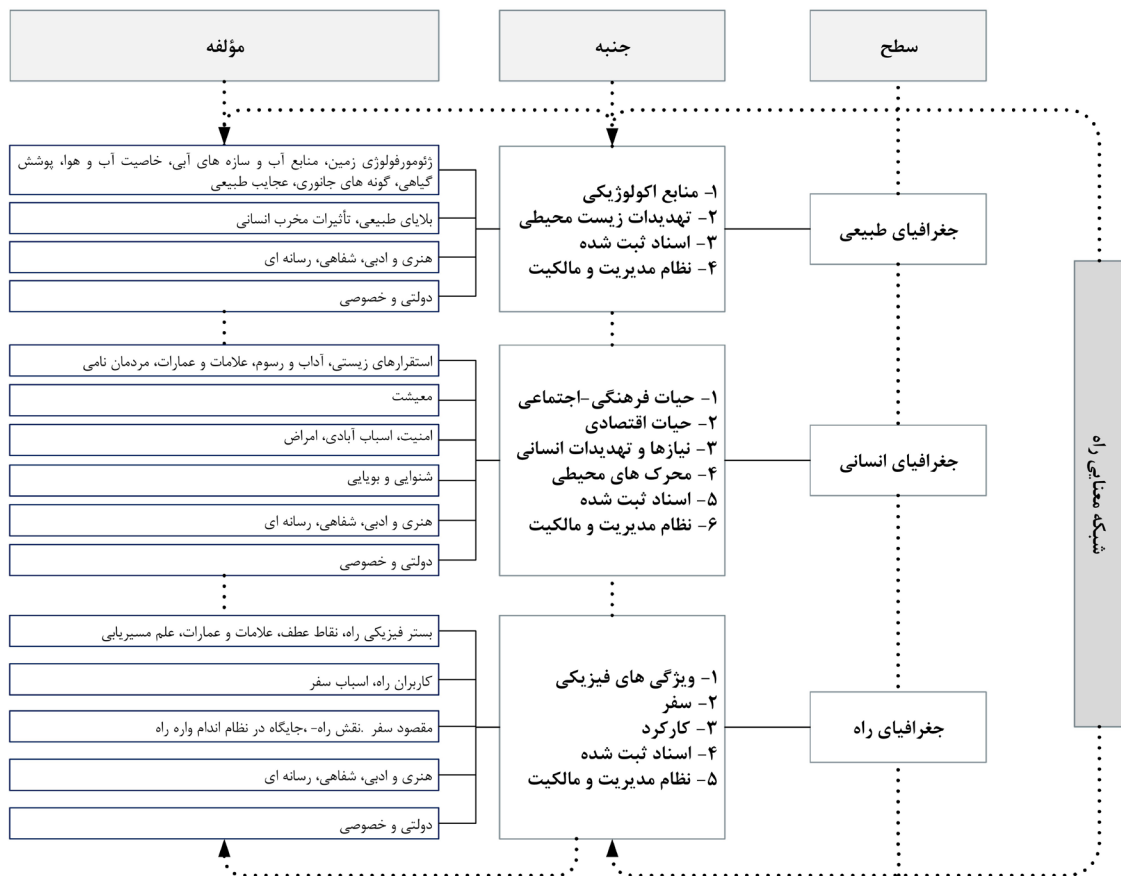 سطح
جنبه
مؤلفه
شبکه معنایی راه
جغرافیای طبیعی
۱- منابع اکولوژیکی
۲- تهدیدات زیست محیطی
۳- اسناد ثبت شده
۴- نظام مدیریت و مالکیت
ژئومورفولوژی زمین، منابع آب و سازه های آبی، خاصیت آب و هوا، پوشش
گیاهی، گونه های جانوری، عجایب طبیعی
بلایای طبیعی، تأثیرات مخرب انسانی
هنری و ادبی، شفاهی، رسانه ای
دولتی و خصوصی
جغرافیای انسانی
۱- حیات فرهنگی-اجتماعی
۲- حیات اقتصادی
۳- نیازها و تهدیدات انسانی
۴- محرک های محیطی
۵- اسناد ثبت شده
۶- نظام مدیریت و مالکیت
استقرارهای زیستی، آداب و رسوم، علامات و عمارات، مردمان نامی
معیشت
امنیت، اسباب آبادی، امراض
شنوایی و بویایی
هنری و ادبی، شفاهی، رسانه ای
دولتی و خصوصی
جغرافیای راه
۱- ویژگی های فیزیکی
۲- سفر
۳- کارکرد
۴- اسناد ثبت شده
۵- نظام مدیریت و مالکیت
بستر فیزیکی راه، نقاط عطف، علامات و عمارات، علم مسیریابی
کاربران راه، اسباب سفر
مقصود سفر .نقش راه- ،جایگاه در نظام اندام واره راه
هنری و ادبی، شفاهی، رسانه ای
دولتی و خصوصی